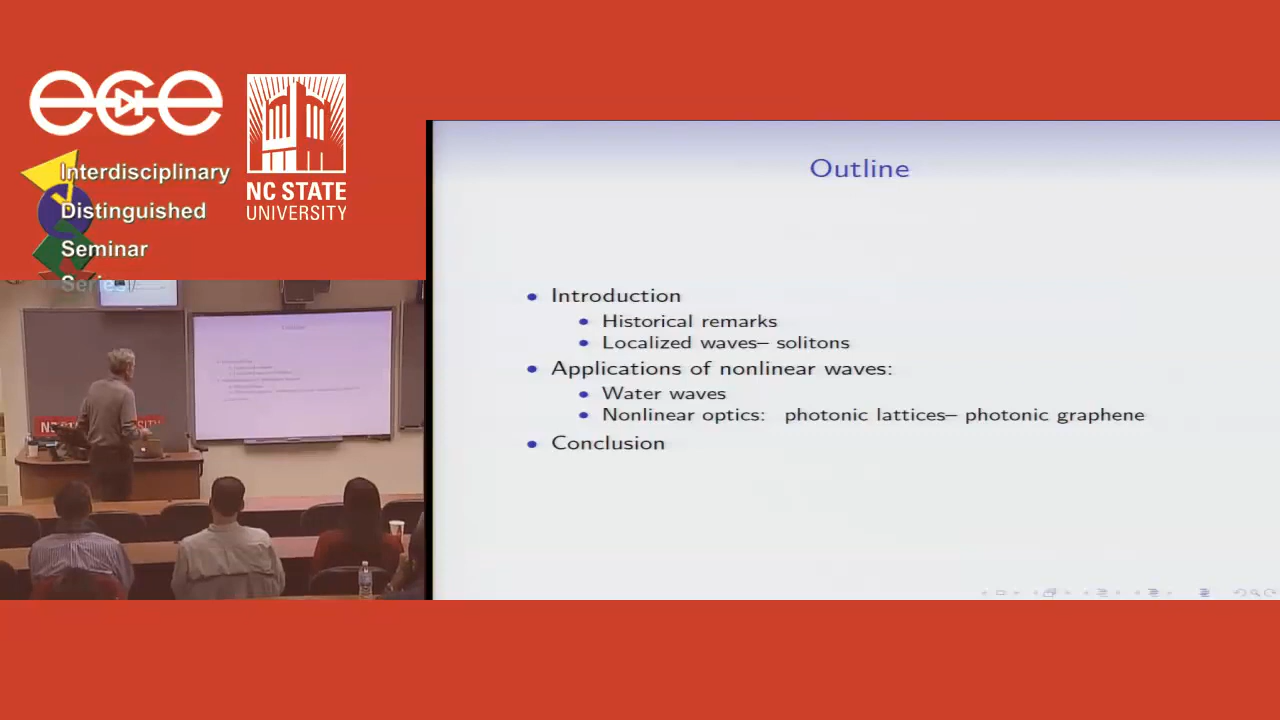 ece
Interdisciplinary
Distinguished
Seminar
Series
NC STATE
UNIVERSITY
Outline
• Introduction
• Historical remarks
• Localized waves– solitons
• Applications of nonlinear waves:
• Water waves
• Nonlinear optics: photonic lattices– photonic graphene
• Conclusion